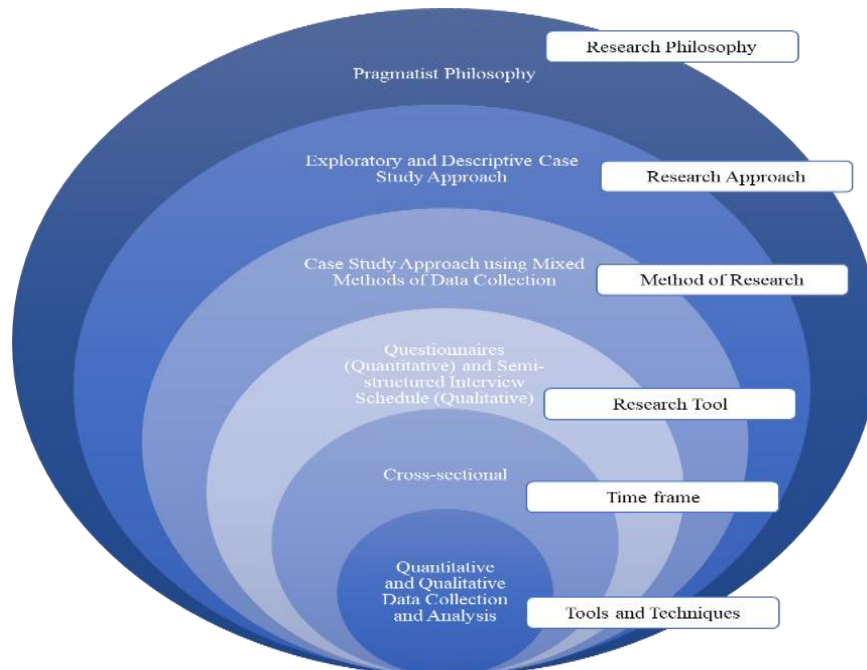 Research Philosophy
Pragmatist Philosophy
Exploratory and Descriptive Case
Study Approach
Research Approach
Case Study Approach using Mixed
Methods of Data Collection
Method of Research
Questionnaires
(Quantitative) and Semi-
structured Interview
Schedule (Qualitative)
Research Tool
Cross-sectional
Time frame
Quantitative
and Qualitative
Data Collection
and Analysis
Tools and Techniques